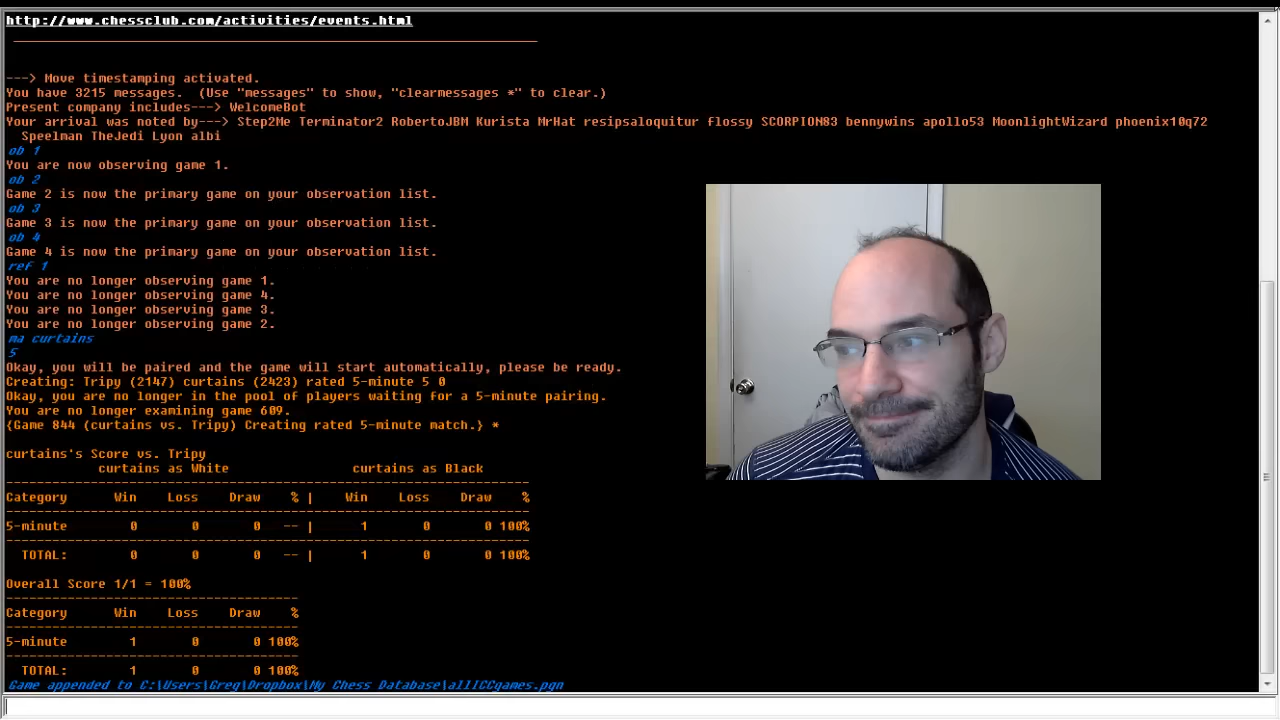 http://www.chessclub.com/activities/events.html
---> Move timestamping activated.
You have 3215 messages.  (Use "messages" to show, "clearmessages *" to clear.)
Present company includes---> WelcomeBot
Your arrival was noted by---> Step2Me Terminator2 RobertoJBM Kurista MrHat resipsaloquitur flossy SCORPION83 bennywins apollo53 MoonlightWizard phoenix10q72
Speelman TheJedi Lyon albi
ob 1
You are now observing game 1.
ob 2
Game 2 is now the primary game on your observation list.
ob 3
Game 3 is now the primary game on your observation list.
ob 4
Game 4 is now the primary game on your observation list.
ref 1
You are no longer observing game 1.
You are no longer observing game 4.
You are no longer observing game 3.
You are no longer observing game 2.
ma curtains
5
Okay, you will be paired and the game will start automatically, please be ready.
Creating: Tripy (2147) curtains (2423) rated 5-minute 5 0
Okay, you are no longer in the pool of players waiting for a 5-minute pairing.
You are no longer examining game 609.
{Game 844 (curtains vs. Tripy) Creating rated 5-minute match.} *
curtains's Score vs. Tripy
curtains as White curtains as Black
Category Win Loss Draw % | Win Loss Draw %
5-minute 0 0 0 -- | 1 0 0 100%
TOTAL: 0 0 0 -- | 1 0 0 100%
Overall Score 1/1 = 100%
Category Win Loss Draw %
5-minute 1 0 0 100%
TOTAL: 1 0 0 100%
Game appended to C:\Users\Greg\Dropbox\My Chess Database\allICCgames.pgn